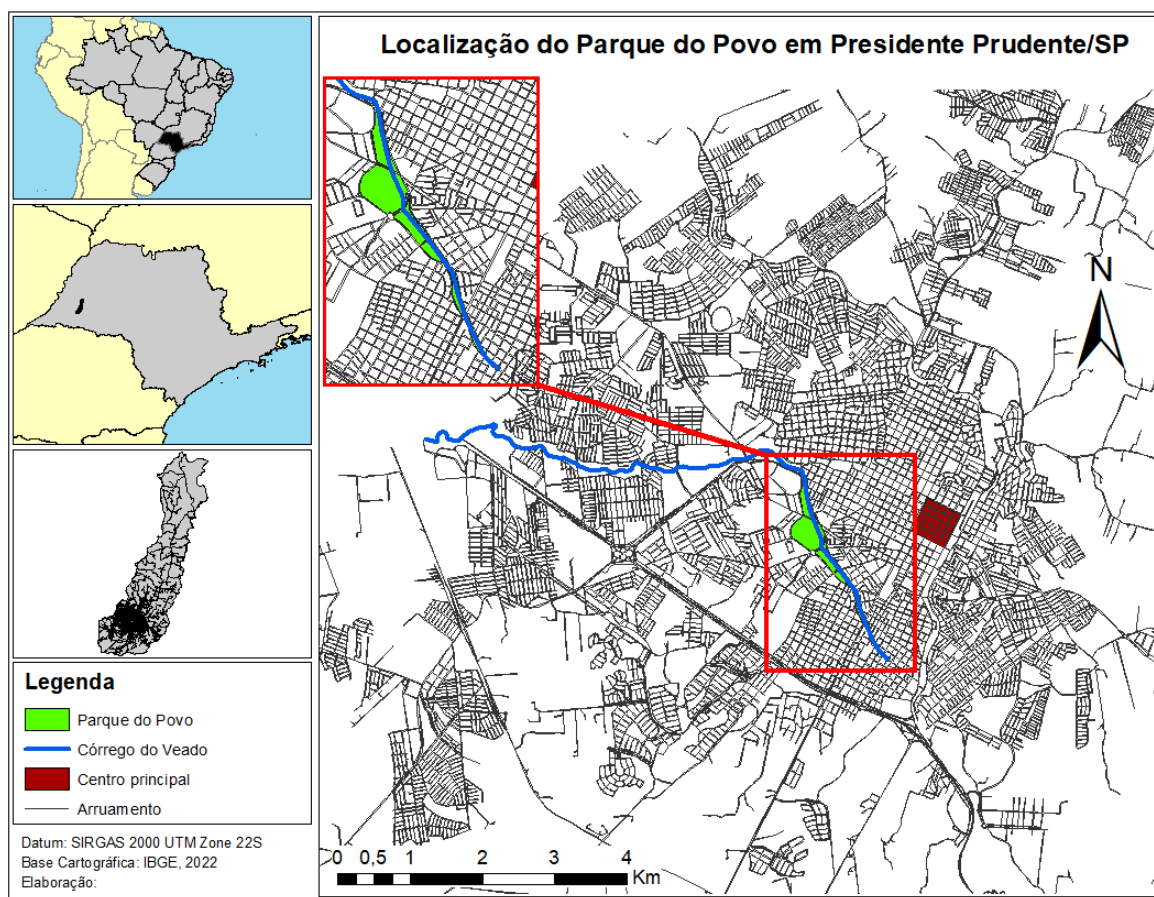 Localização do Parque do Povo em Presidente Prudente/SP
N
Legenda
Parque do Povo
Córrego do Veado
Centro principal
Arruamento
Datum: SIRGAS 2000 UTM Zone 22S
Base Cartográfica: IBGE, 2022
Elaboração:
0 0,5 1 2 3 4
Km